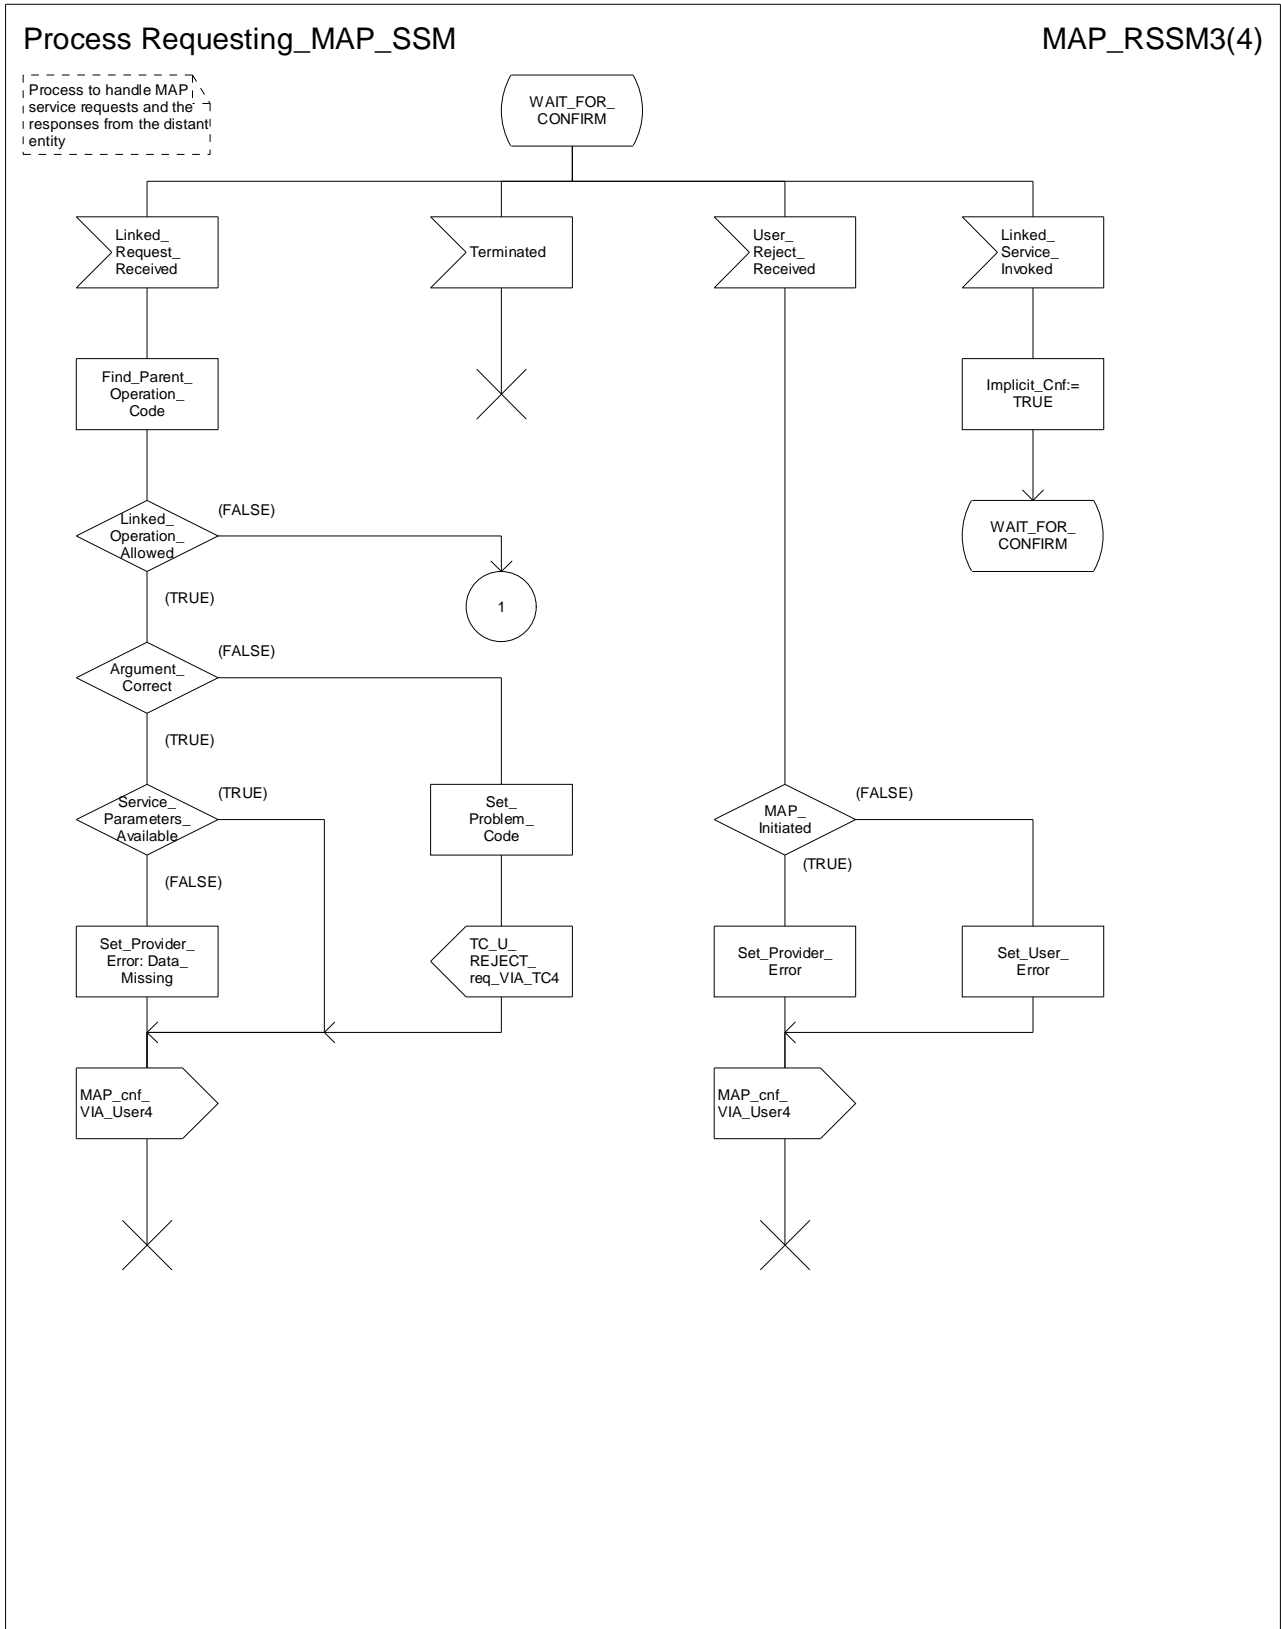 Process Requesting_MAP_SSM
MAP_RSSM3(4)
Process to handle MAP
service requests and the
responses from the distant
entity
WAIT_FOR_
CONFIRM
Linked_
Request_
Received
Terminated
User_
Reject_
Received
Linked_
Service_
Invoked
Find_Parent_
Operation_
Code
Implicit_Cnf:=
TRUE
Linked_
Operation_
Allowed
(FALSE)
WAIT_FOR_
CONFIRM
(TRUE)
1
Argument_
Correct
(FALSE)
(TRUE)
Service_
Parameters_
Available
(TRUE)
Set_
Problem_
Code
MAP_
Initiated
(FALSE)
(FALSE)
(TRUE)
Set_Provider_
Error: Data_
Missing
TC_U_
REJECT_
req_VIA_TC4
Set_Provider_
Error
Set_User_
Error
MAP_cnf_
VIA_User4
MAP_cnf_
VIA_User4